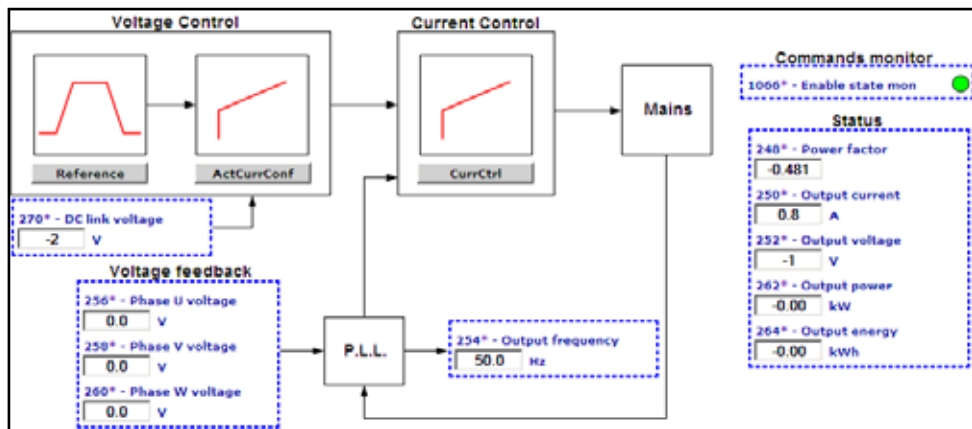 Voltage Control
Current Control
Reference
ActCurrConf
CurrCtrl
Mains
270* - DC link voltage
-2 V
Voltage feedback
256* - Phase U voltage
0.0 V
258* - Phase V voltage
0.0 V
260* - Phase W voltage
0.0 V
P.L.L.
254* - Output frequency
50.0 Hz
Commands monitor
1066* - Enable state mon
Status
248* - Power factor
-0.481
250* - Output current
0.8 A
252* - Output voltage
-1 V
262* - Output power
-0.00 kW
264* - Output energy
-0.00 kWh